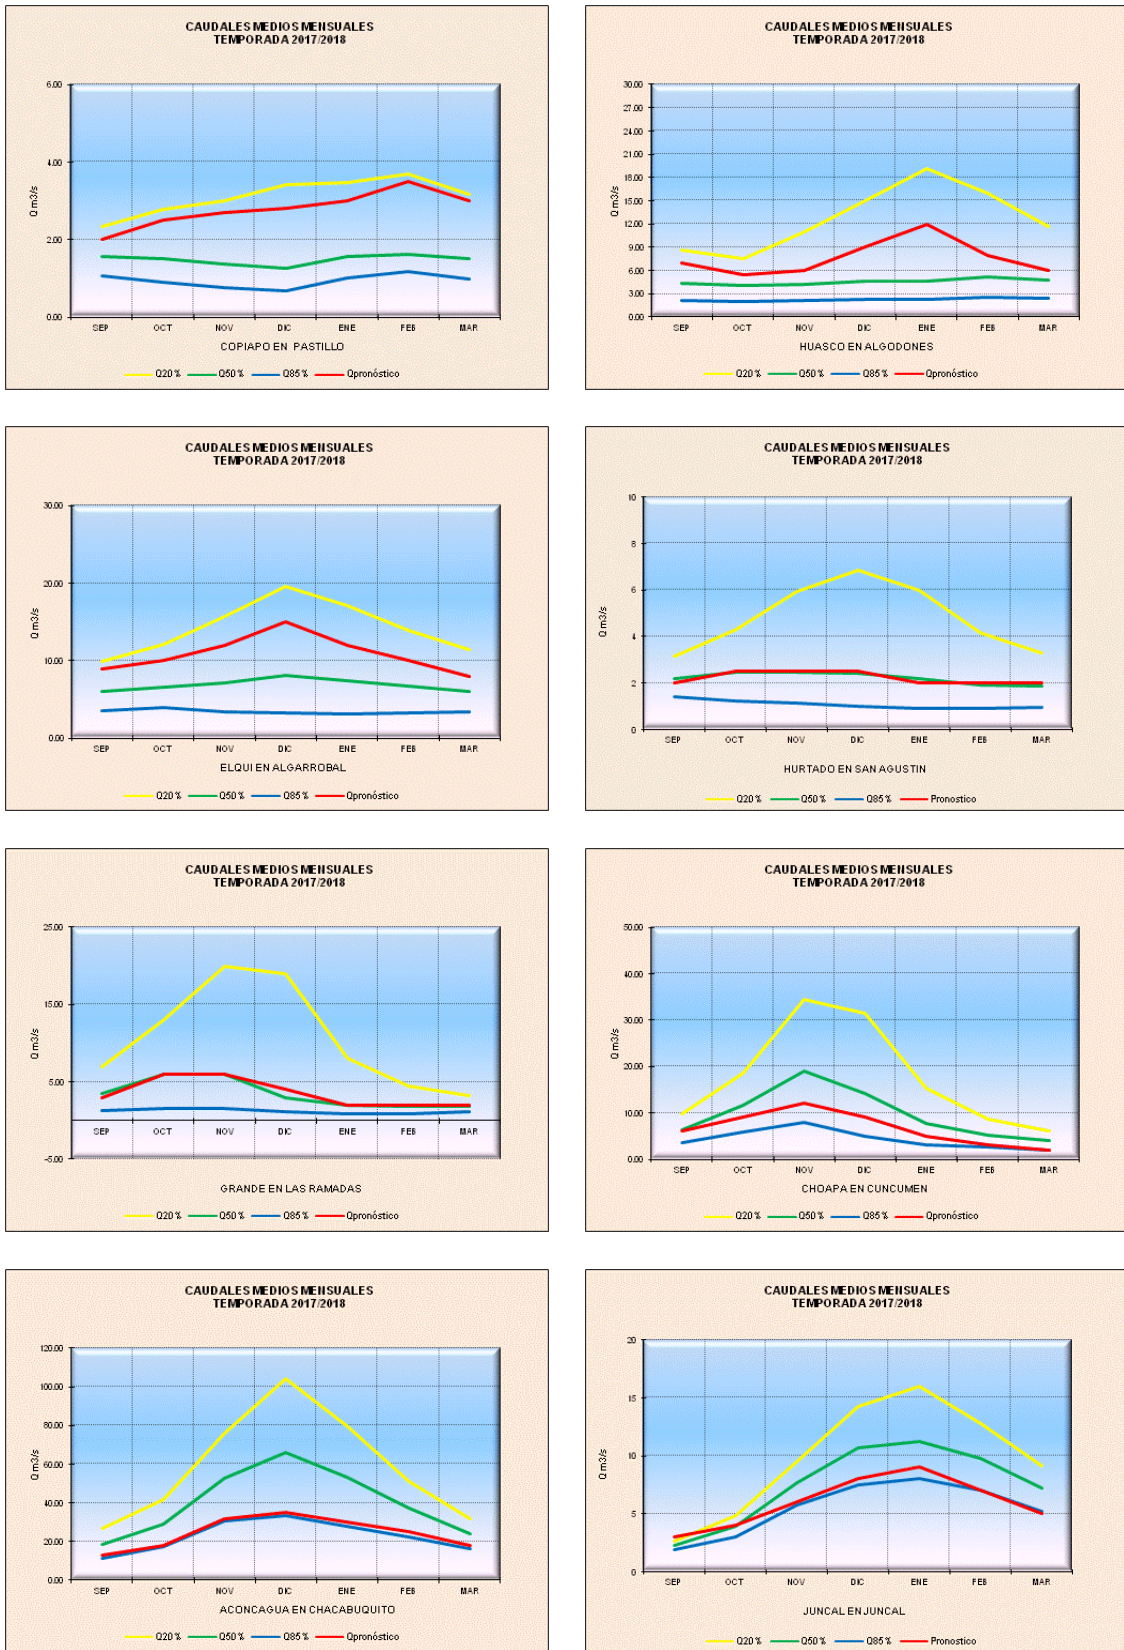 CAUDALES MEDIOS MENSUALES
TEMPORADA 2017/2018
6.00
4.00
2.00
0.00
Q m3/s
SEP OCT NOV DIC ENE FEB MAR
COPIAPO EN PASTILLO
Q20% Q50% Q85% Qpronóstico
CAUDALES MEDIOS MENSUALES
TEMPORADA 2017/2018
30.00
27.00
24.00
21.00
18.00
15.00
12.00
9.00
6.00
3.00
0.00
Q m3/s
SEP OCT NOV DIC ENE FEB MAR
HUASCO EN ALGODONES
Q20% Q50% Q85% Qpronóstico
CAUDALES MEDIOS MENSUALES
TEMPORADA 2017/2018
30.00
20.00
10.00
0.00
Q m3/s
SEP OCT NOV DIC ENE FEB MAR
ELQUI EN ALGARROBAL
Q20% Q50% Q85% Qpronóstico
CAUDALES MEDIOS MENSUALES
TEMPORADA 2017/2018
10
8
6
4
2
0
Q m3/s
SEP OCT NOV DIC ENE FEB MAR
HURTADO EN SAN AGUSTIN
Q20% Q50% Q85% Pronostico
CAUDALES MEDIOS MENSUALES
TEMPORADA 2017/2018
25.00
15.00
5.00
-5.00
Q m3/s
SEP OCT NOV DIC ENE FEB MAR
GRANDE EN LAS RAMADAS
Q20% Q50% Q85% Qpronóstico
CAUDALES MEDIOS MENSUALES
TEMPORADA 2017/2018
50.00
40.00
30.00
20.00
10.00
0.00
Q m3/s
SEP OCT NOV DIC ENE FEB MAR
CHOAPA EN CUNCUMEN
Q20% Q50% Q85% Qpronóstico
CAUDALES MEDIOS MENSUALES
TEMPORADA 2017/2018
120.00
100.00
80.00
60.00
40.00
20.00
0.00
Q m3/s
SEP OCT NOV DIC ENE FEB MAR
ACONCAGUA EN CHACABUQUITO
Q20% Q50% Q85% Qpronóstico
CAUDALES MEDIOS MENSUALES
TEMPORADA 2017/2018
20
15
10
5
0
Q m3/s
SEP OCT NOV DIC ENE FEB MAR
JUNCAL EN JUNCAL
Q20% Q50% Q85% Pronostico